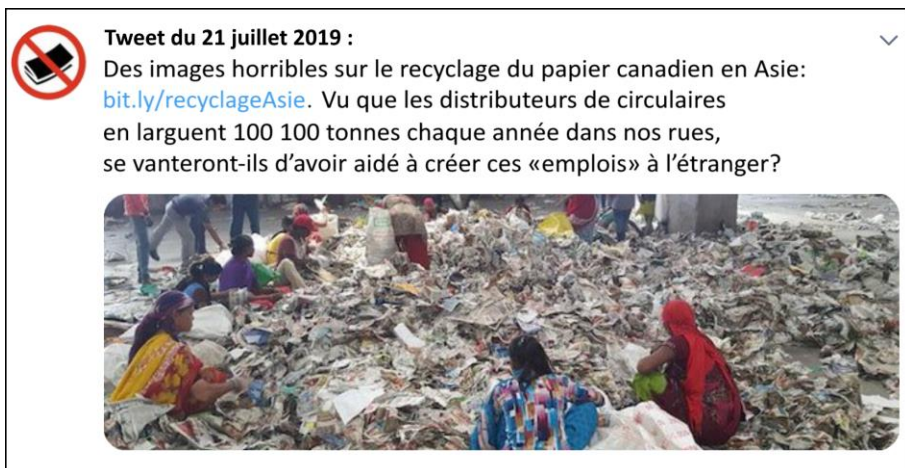 Tweet du 21 juillet 2019 :
Des images horribles sur le recyclage du papier canadien en Asie:
bit.ly/recyclageAsie. Vu que les distributeurs de circulaires
en larguent 100 100 tonnes chaque année dans nos rues,
se vanteront-ils d’avoir aidé à créer ces «emplois» à l’étranger?